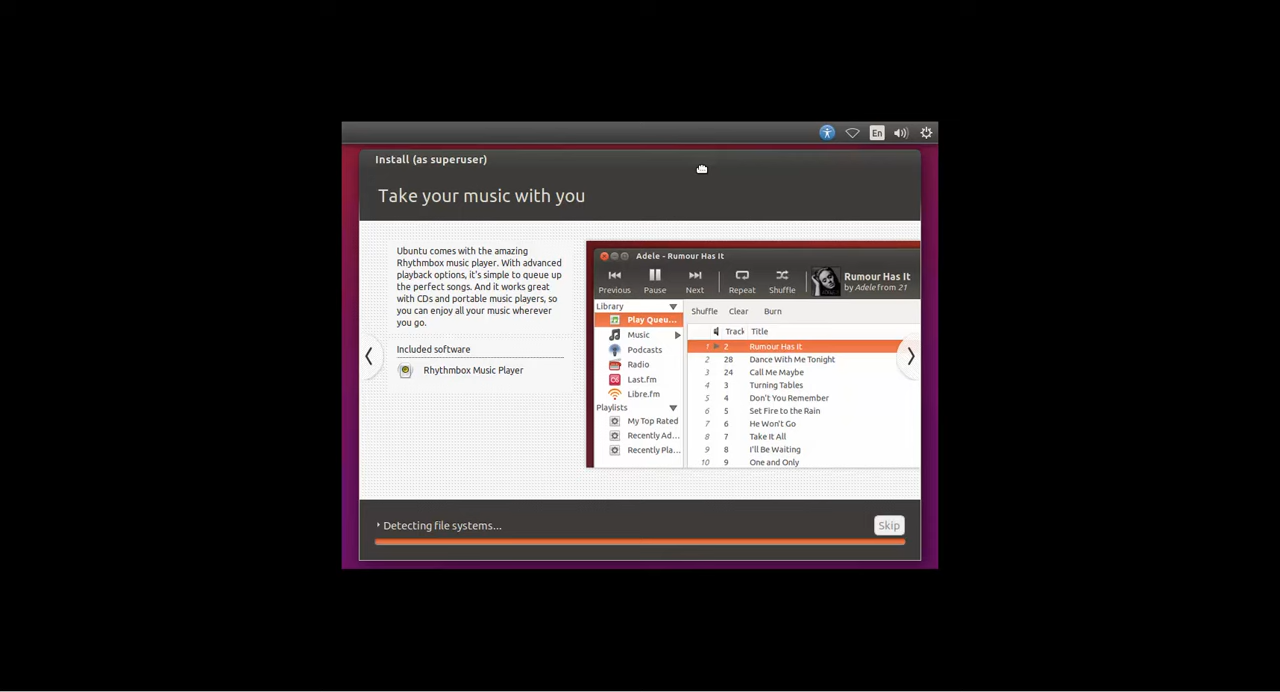 En
Install (as superuser)
Take your music with you
Ubuntu comes with the amazing
Rhythmbox music player. With advanced
playback options, it's simple to queue up
the perfect songs. And it works great
with CDs and portable music players, so
you can enjoy all your music wherever
you go.
Included software
Rhythmbox Music Player
Adele - Rumour Has It
Previous Pause Next Repeat Shuffle
Rumour Has It
by Adele from 21
Library
Play Queu...
Music
Podcasts
Radio
Last.fm
Libre.fm
Playlists
My Top Rated
Recently Ad...
Recently Pla...
Shuffle Clear Burn
Track Title
1 2 Rumour Has It
2 28 Dance With Me Tonight
3 24 Call Me Maybe
4 3 Turning Tables
5 4 Don't You Remember
6 5 Set Fire to the Rain
7 6 He Won't Go
8 7 Take It All
9 8 I'll Be Waiting
10 9 One and Only
Detecting file systems...
Skip